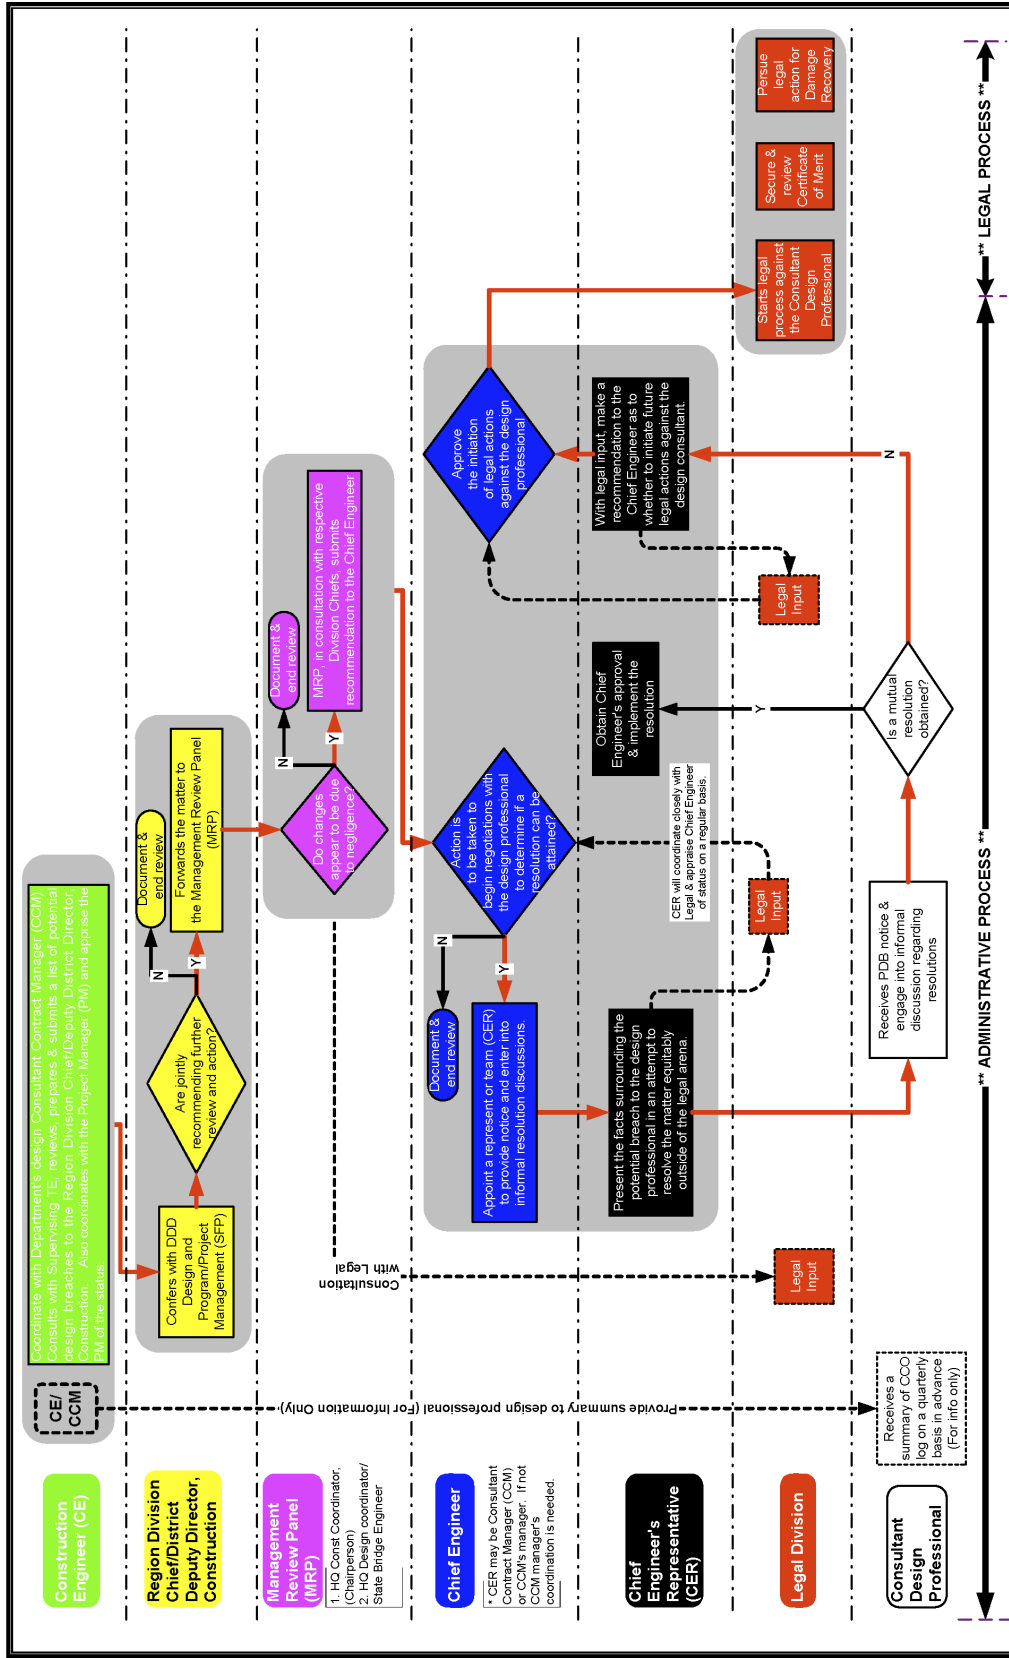 Construction
Engineer (CE)
CE/
CCM
Coordinate with Department's design Consultant Contract Manager (CCM).
Consults with Supervising TE, reviews, prepares & submits a list of potential
design breaches to the Region Division Chief/Deputy District Director,
Construction. Also coordinates with the Project Manager (PM) and apprise the
PM of the status
Region Division
Chief/District
Deputy Director,
Construction
Confers with DDD
Design and
Program/Project
Management (SFP)
Are jointly
recommending further
review and action?
N
Y
Document &
end review
Forwards the matter to
the Management Review Panel
(MRP)
Management
Review Panel
(MRP)
1. HQ Const Coordinator,
(Chairperson)
2. HQ Design coordinator/
State Bridge Engineer
Do changes
appear to be due
to negligence?
N
Y
Document &
end review
MRP, in consultation with respective
Division Chiefs, submits
recommendation to the Chief Engineer
Consultation
with Legal
Chief Engineer
* CER may be Consultant
Contract Manager (CCM)
or CCM's manager. If not
CCM manager's
coordination is needed.
Document &
end review
Appoint a represent or team (CER)
to provide notice and enter into
informal resolution discussions.
N
Y
Action is
to be taken to
begin negotiations with
the design professional
to determine if a
resolution can be
attained?
Approve
the initiation
of legal actions
against the design
professional
Chief
Engineer's
Representative
(CER)
Present the facts surrounding the
potential breach to the design
professional in an attempt to
resolve the matter equitably
outside of the legal arena.
CER will coordinate closely with
Legal & appraise Chief Engineer
of status on a regular basis.
Obtain Chief
Engineer's approval
& implement the
resolution
With legal input, make a
recommendation to the
Chief Engineer as to
whether to initiate future
legal actions against the
design consultant.
Legal Division
Legal
Input
Legal
Input
Legal
Input
Starts legal
process against
the Consultant
Design
Professional
Secure &
review
Certificate
of Merit
Persue
legal
action for
Damage
Recovery
Consultant
Design
Professional
Provide summary to design professional (For Information Only)
Receives a
summary of CCO
log on a quarterly
basis in advance
(For info only)
Receives PDB notice &
engage into informal
discussion regarding
resolutions
Is a mutual
resolution
obtained?
Y
N
** ADMINISTRATIVE PROCESS **
** LEGAL PROCESS **